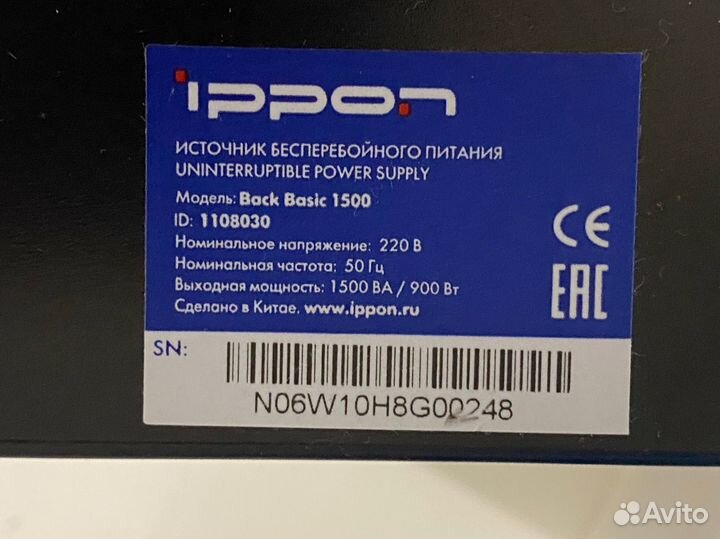 ippon
ИСТОЧНИК БЕСПЕРЕБОЙНОГО ПИТАНИЯ
UNINTERRUPTIBLE POWER SUPPLY
Модель: Back Basic 1500
ID: 1108030
Номинальное напряжение: 220 В
Номинальная частота: 50 Гц
Выходная мощность: 1500 ВА / 900 Вт
Сделано в Китае. www.ippon.ru
CE
EAC
SN:
N06W10H8G00248
Avito